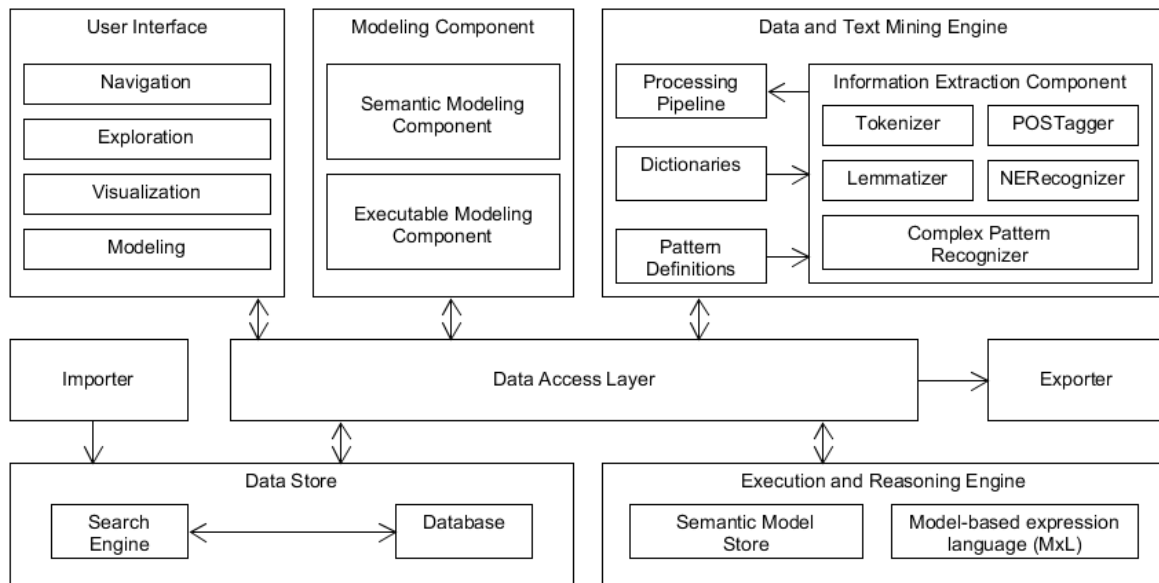 User Interface
Navigation
Exploration
Visualization
Modeling
Modeling Component
Semantic Modeling
Component
Executable Modeling
Component
Data and Text Mining Engine
Processing
Pipeline
Dictionaries
Pattern
Definitions
Information Extraction Component
Tokenizer
POSTagger
Lemmatizer
NERecognizer
Complex Pattern
Recognizer
Importer
Data Access Layer
Exporter
Data Store
Search
Engine
Database
Execution and Reasoning Engine
Semantic Model
Store
Model-based expression
language (MxL)